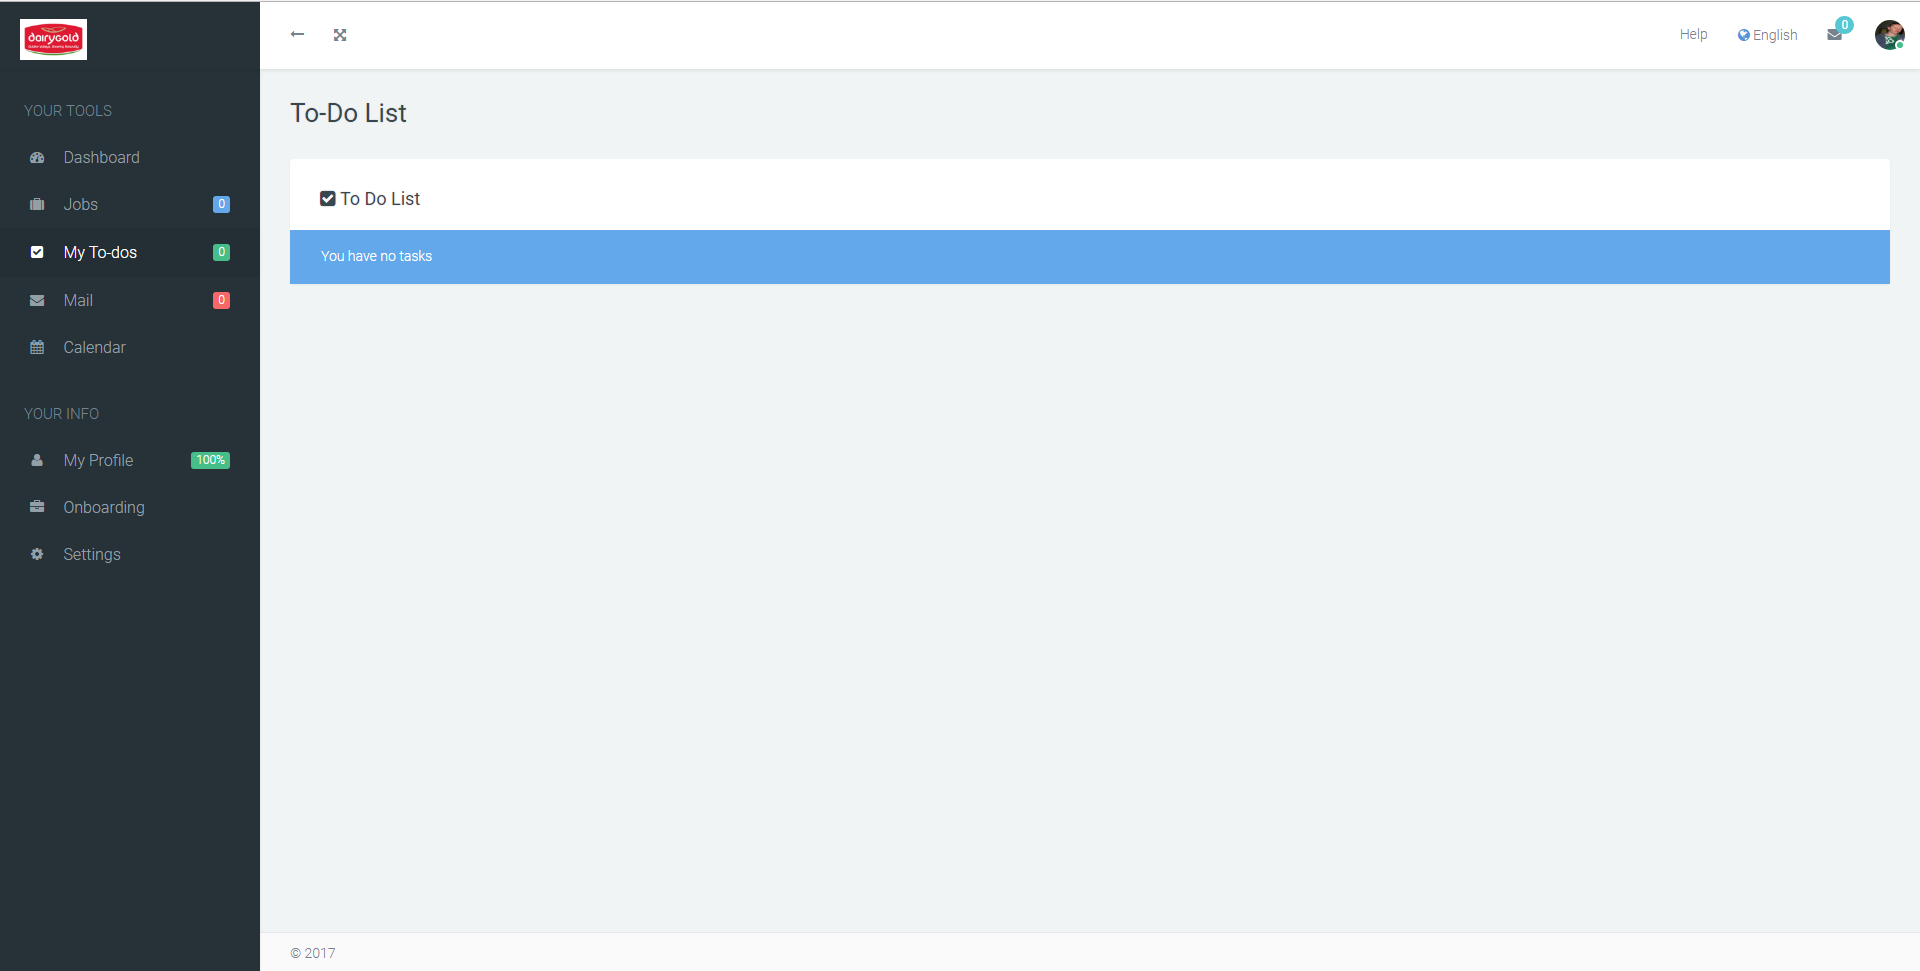 dairygold
Help
English
0
YOUR TOOLS
Dashboard
Jobs
0
My To-dos
0
Mail
0
Calendar
YOUR INFO
My Profile
100%
Onboarding
Settings
To-Do List
To Do List
You have no tasks
© 2017